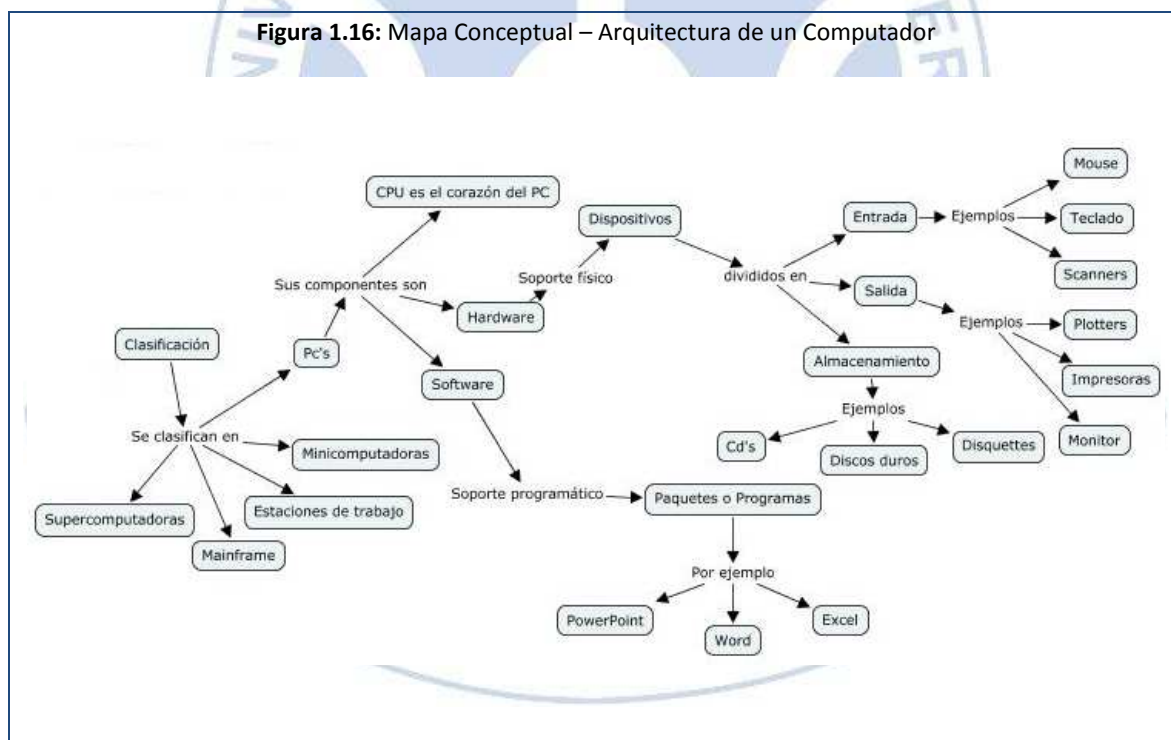 Figura 1.16: Mapa Conceptual – Arquitectura de un Computador
Mouse
CPU es el corazón del PC
Dispositivos
Entrada
Ejemplos
Teclado
Soporte físico
divididos en
Scanners
Sus componentes son
Salida
Hardware
Ejemplos
Plotters
Clasificación
Pc's
Almacenamiento
Software
Impresoras
Ejemplos
Se clasifican en
Minicomputadoras
Cd's
Discos duros
Disquettes
Monitor
Soporte programático
Paquetes o Programas
Supercomputadoras
Estaciones de trabajo
Mainframe
Por ejemplo
PowerPoint
Word
Excel